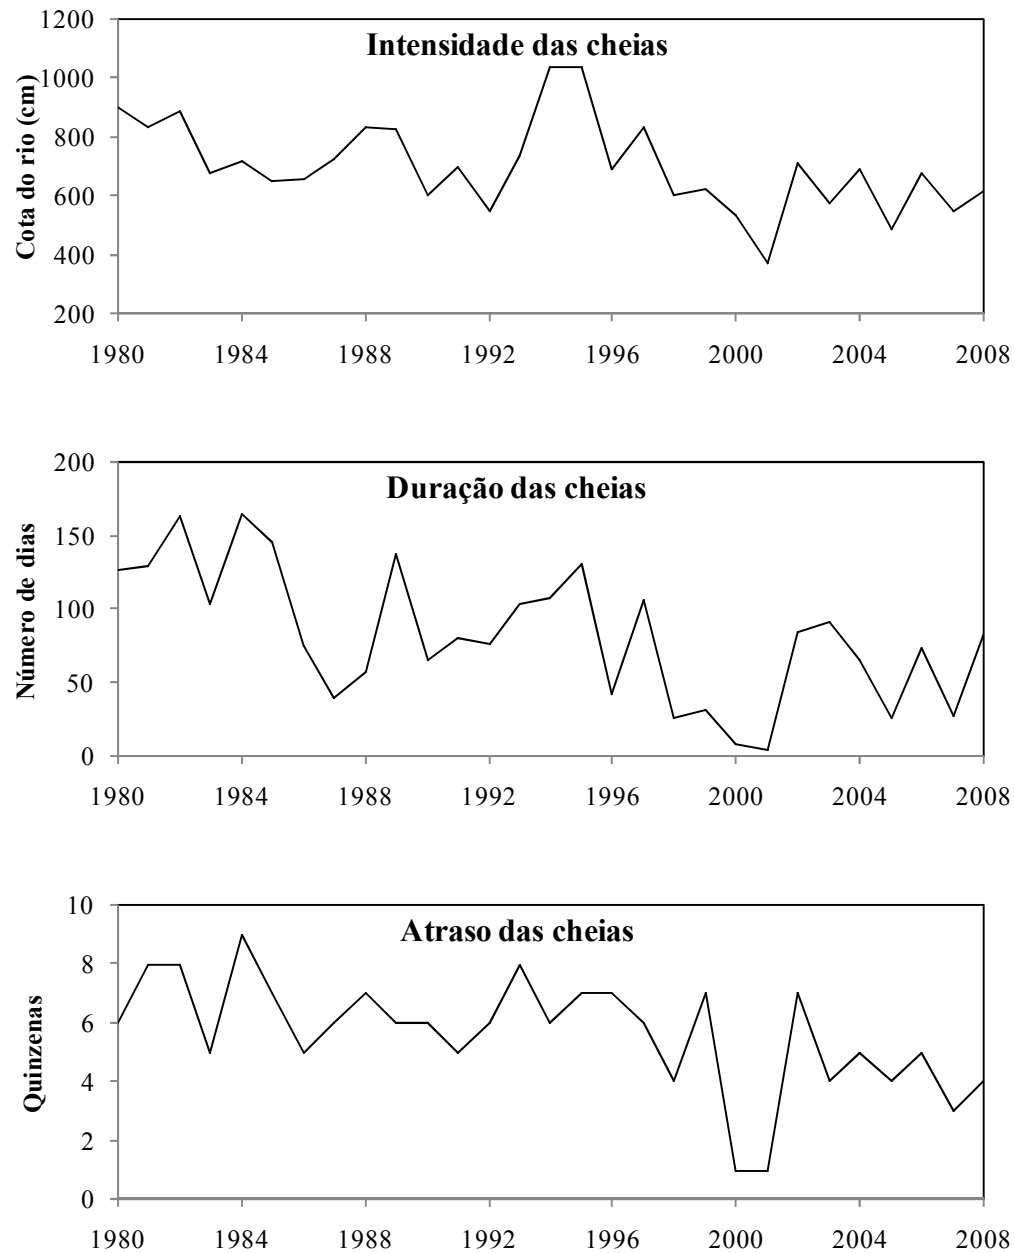 Intensidade das cheias
Cota do rio (cm)
1200
1000
800
600
400
200
1980 1984 1988 1992 1996 2000 2004 2008
Duração das cheias
Número de dias
200
150
100
50
0
1980 1984 1988 1992 1996 2000 2004 2008
Atraso das cheias
Quinzenas
10
8
6
4
2
0
1980 1984 1988 1992 1996 2000 2004 2008